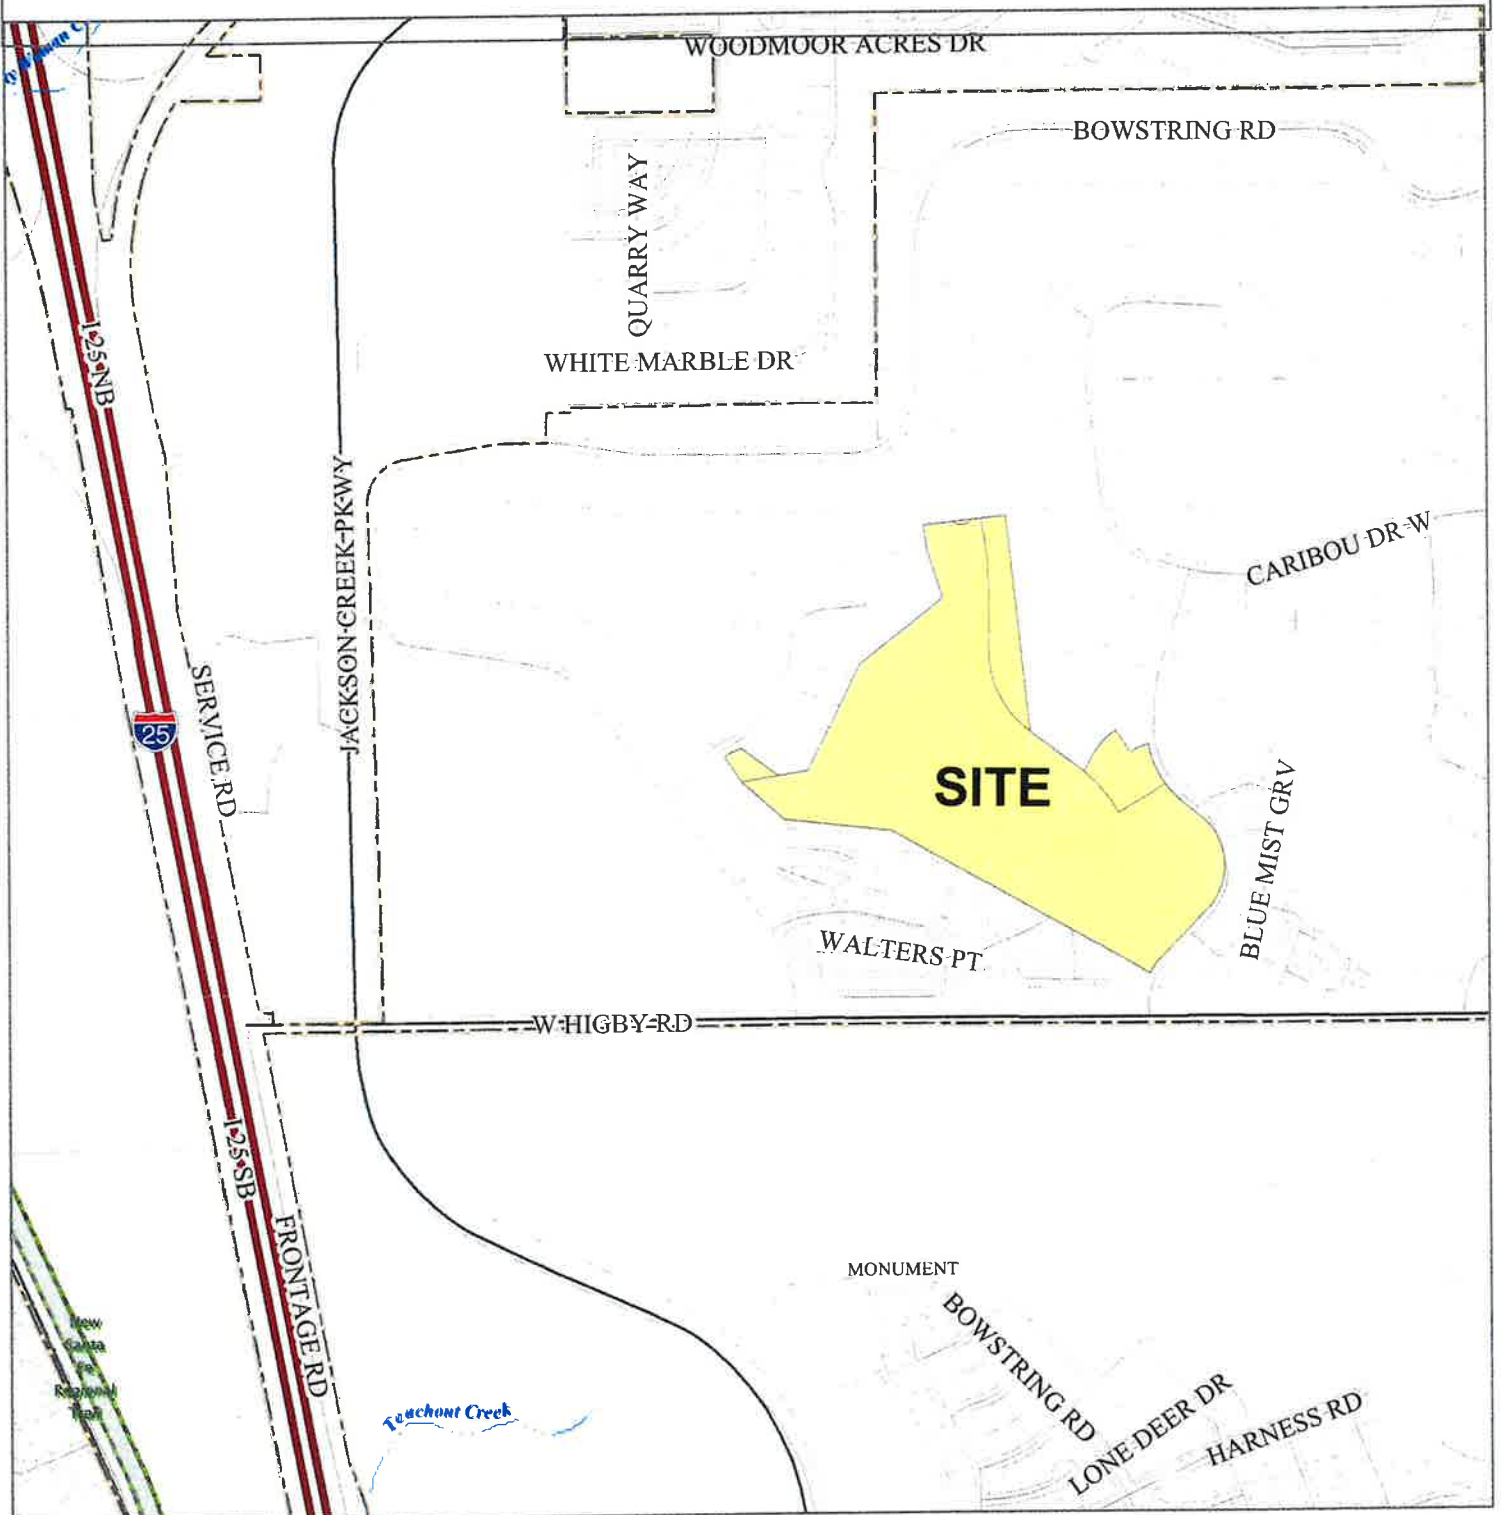 WOODMOOR ACRES DR
BOWSTRING RD
QUARRY WAY
I-25 NB
WHITE MARBLE DR
JACKSON CREEK PKWY
CARIBOU DR W
25
SERVICE RD
SITE
BLUE MIST GRV
WALTERS PT
W HIGBY RD
I-25 SB
FRONTAGE RD
MONUMENT
New
Santa
Fe
Regional
Trail
BOWSTRING RD
Teachout Creek
LONE DEER DR
HARNESS RD